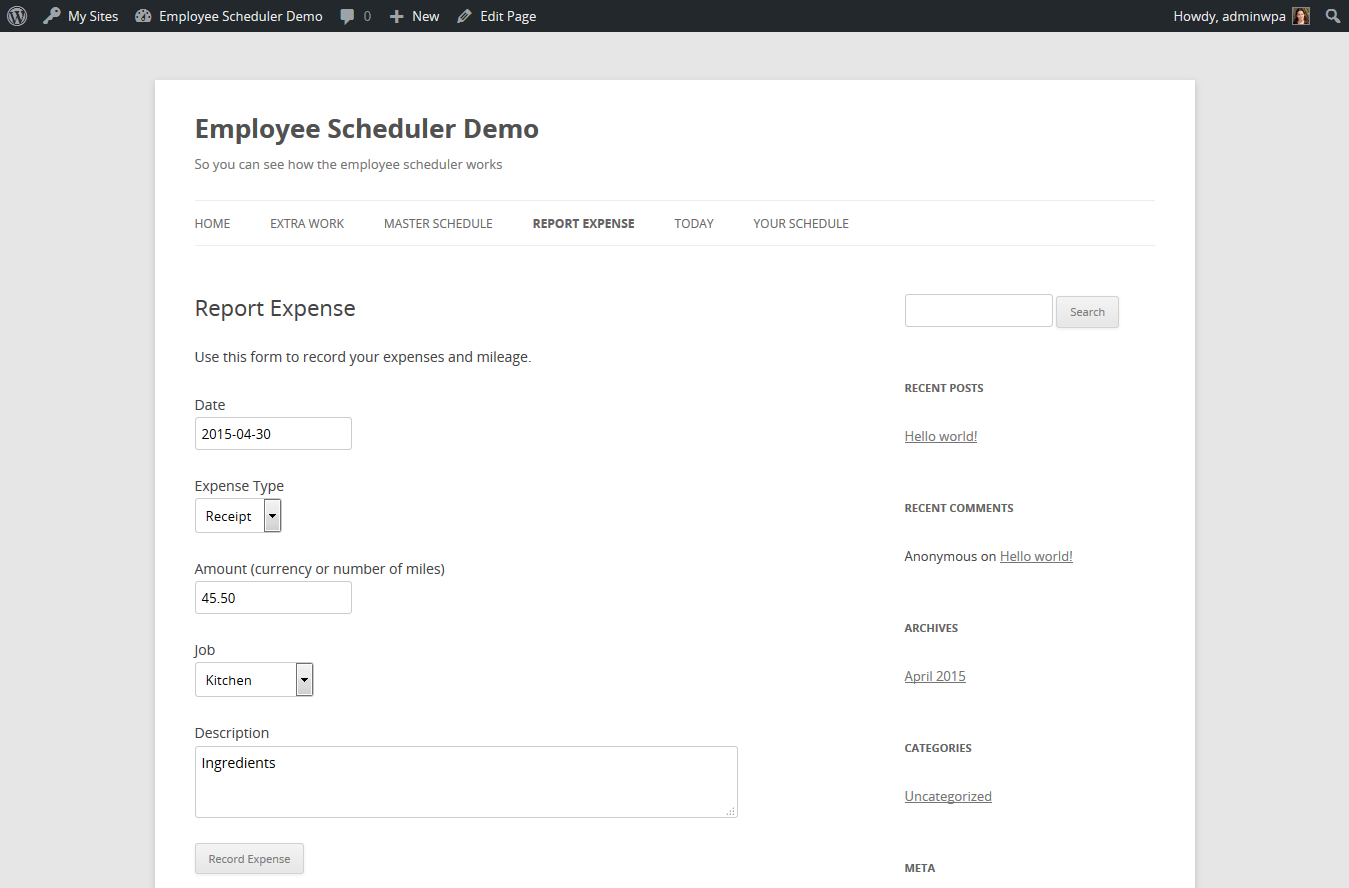 My Sites Employee Scheduler Demo 0 New Edit Page Howdy, adminwpa
Employee Scheduler Demo
So you can see how the employee scheduler works
HOME EXTRA WORK MASTER SCHEDULE REPORT EXPENSE TODAY YOUR SCHEDULE
Report Expense
Use this form to record your expenses and mileage.
Date
2015-04-30
Expense Type
Receipt
Amount (currency or number of miles)
45.50
Job
Kitchen
Description
Ingredients
Record Expense
Search
RECENT POSTS
Hello world!
RECENT COMMENTS
Anonymous on Hello world!
ARCHIVES
April 2015
CATEGORIES
Uncategorized
META